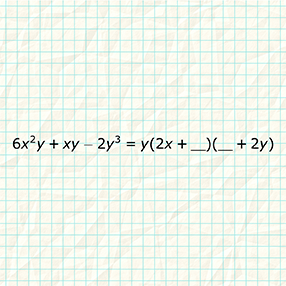 6x²y + xy – 2y³ = y(2x + __)(__ + 2y)